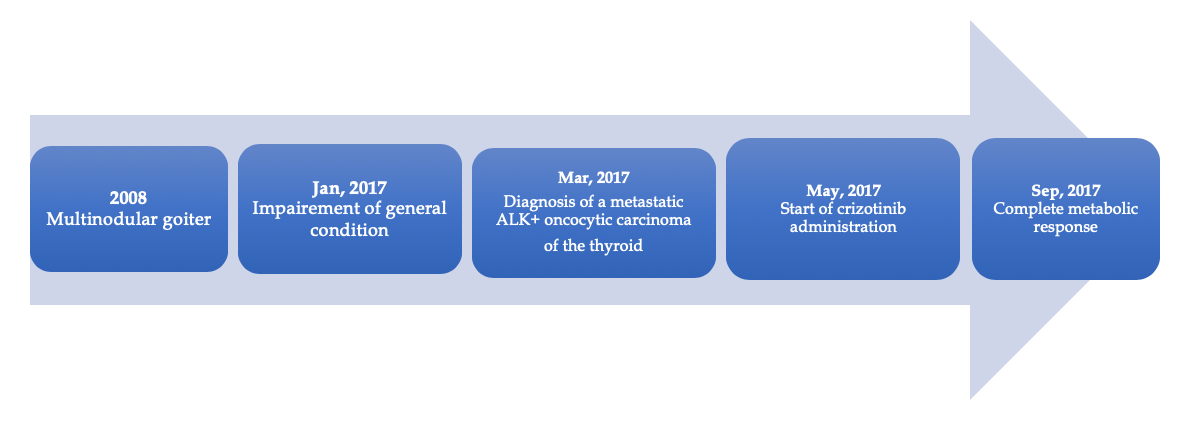 2008
Multinodular goiter
Jan, 2017
Impairement of general
condition
Mar, 2017
Diagnosis of a metastatic
ALK+ oncocytic carcinoma
of the thyroid
May, 2017
Start of crizotinib
administration
Sep, 2017
Complete metabolic
response